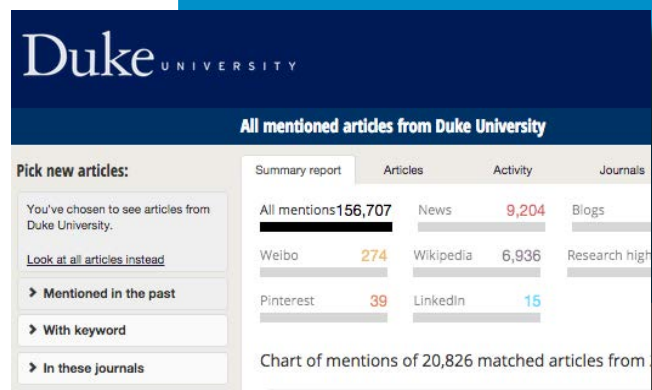 Duke UNIVERSITY
All mentioned articles from Duke University
Pick new articles:
Summary report Articles Activity Journals
You've chosen to see articles from
Duke University.
Look at all articles instead
> Mentioned in the past
> With keyword
> In these journals
All mentions 156,707 News 9,204 Blogs
Weibo 274 Wikipedia 6,936 Research high
Pinterest 39 LinkedIn 15
Chart of mentions of 20,826 matched articles from